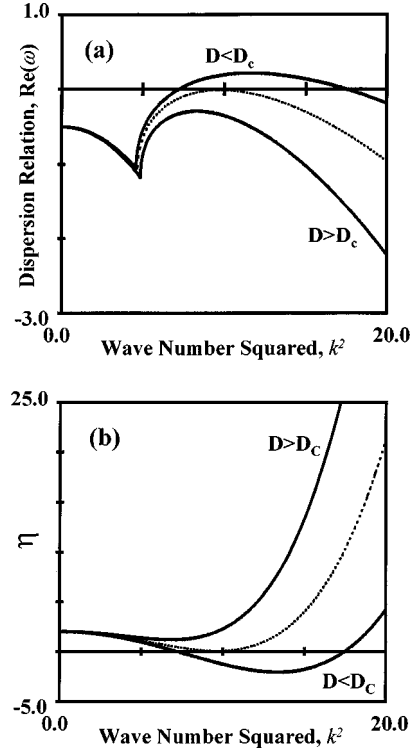 1.0
(a)
D<Dc
Dispersion Relation, Re(ω)
D>Dc
-3.0
0.0
20.0
Wave Number Squared, k²
25.0
(b)
D>DC
η
D<DC
-5.0
0.0
20.0
Wave Number Squared, k²